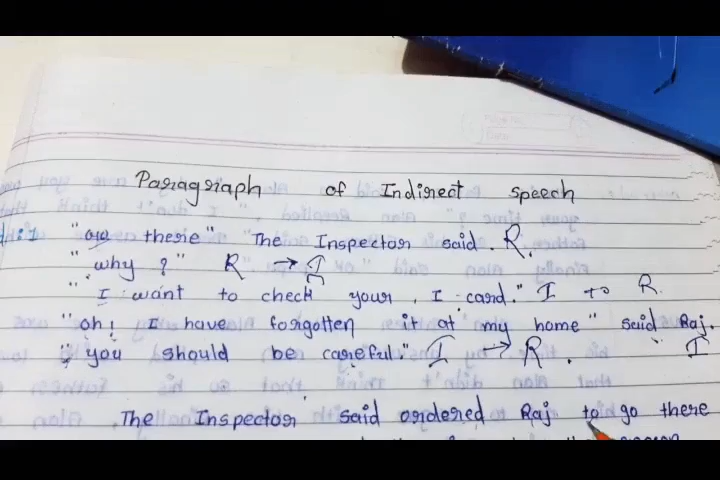 Paragraph of Indirect speech
"Go there" The Inspector said. R.
"why ?" R → I
"I want to check your, I card." I to R
"oh! I have forgotten it at my home" said Raj.
"you should be careful" I → R. I
The Inspector said ordered Raj to go there